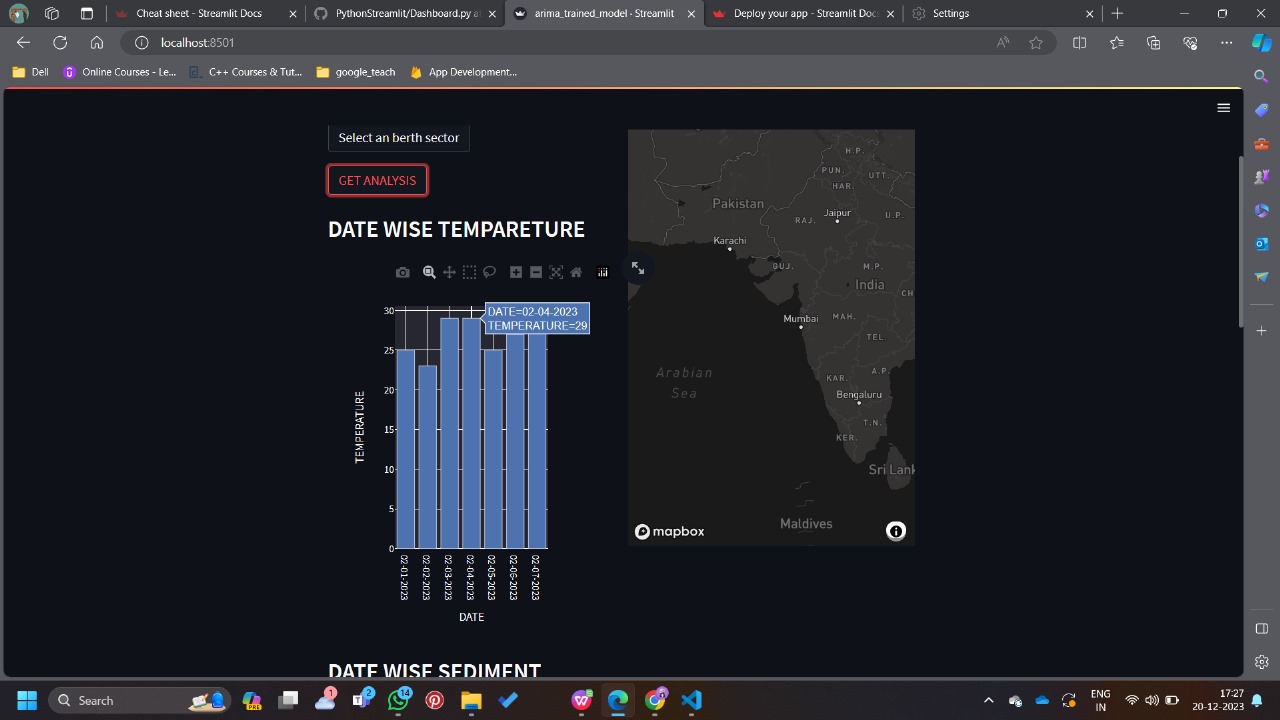 Cheat sheet - Streamlit Docs
PythonStreamlit/Dashboard.py at
arima_trained_model · Streamlit
Deploy your app - Streamlit Doc
Settings
localhost:8501
Dell
Online Courses - Le...
C++ Courses & Tut...
google_teach
App Development...
Select an berth sector
GET ANALYSIS
DATE WISE TEMPARETURE
30
25
20
15
10
5
0
TEMPERATURE
DATE=02-04-2023
TEMPERATURE=29
02-01-2023
02-02-2023
02-03-2023
02-04-2023
02-05-2023
02-06-2023
02-07-2023
DATE
DATE WISE SEDIMENT
H.P.
PUN.
UTT.
HAR.
Pakistan
RAJ.
Jaipur
U.P.
Karachi
GUJ.
M.P.
India
CH
Mumbai
MAH.
TEL.
Arabian
Sea
KAR.
A.P.
Bengaluru
T.N.
KER.
Sri Lank
Maldives
mapbox
Search
PRE
1
2
14
ENG
IN
17:27
20-12-2023